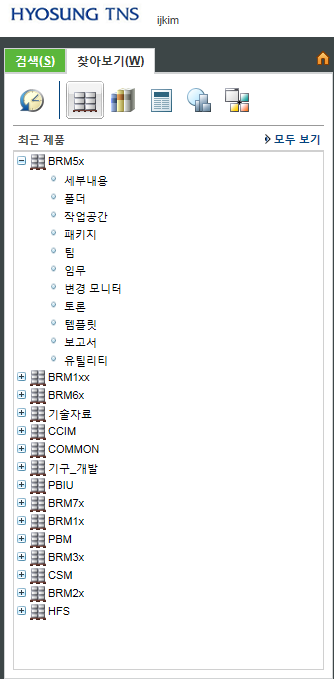 HYOSUNG TNS
ijkim
검색(S)
찾아보기(W)
최근 제품
모두 보기
BRM5x
세부내용
폴더
작업공간
패키지
팀
임무
변경 모니터
토론
템플릿
보고서
유틸리티
BRM1xx
BRM6x
기술자료
CCIM
COMMON
기구_개발
PBIU
BRM7x
BRM1x
PBM
BRM3x
CSM
BRM2x
HFS